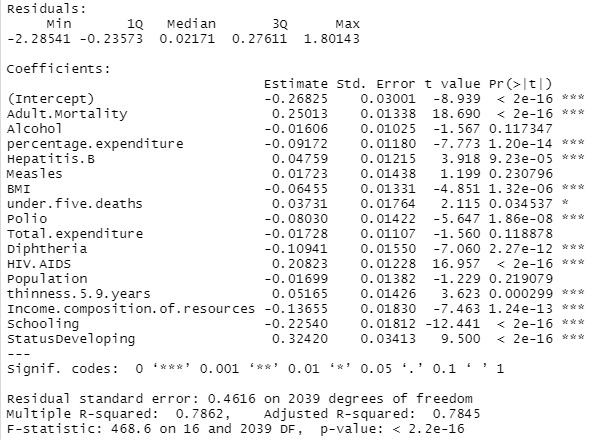 Residuals:
     Min       1Q   Median       3Q      Max
-2.28541 -0.23573  0.02171  0.27611  1.80143

Coefficients:
                                Estimate Std. Error t value Pr(>|t|)
(Intercept)                     -0.26825    0.03001  -8.939  < 2e-16 ***
Adult.Mortality                  0.25013    0.01338  18.690  < 2e-16 ***
Alcohol                         -0.01606    0.01025  -1.567 0.117347
percentage.expenditure          -0.09172    0.01180  -7.773 1.20e-14 ***
Hepatitis.B                      0.04759    0.01215   3.918 9.23e-05 ***
Measles                          0.01723    0.01438   1.199 0.230796
BMI                             -0.06455    0.01331  -4.851 1.32e-06 ***
under.five.deaths                0.03731    0.01764   2.115 0.034537 *
Polio                           -0.08030    0.01422  -5.647 1.86e-08 ***
Total.expenditure               -0.01728    0.01107  -1.560 0.118878
Diphtheria                      -0.10941    0.01550  -7.060 2.27e-12 ***
HIV.AIDS                         0.20823    0.01228  16.957  < 2e-16 ***
Population                      -0.01699    0.01382  -1.229 0.219079
thinness.5.9.years               0.05165    0.01426   3.623 0.000299 ***
Income.composition.of.resources -0.13655    0.01830  -7.463 1.24e-13 ***
Schooling                       -0.22540    0.01812 -12.441  < 2e-16 ***
StatusDeveloping                 0.32420    0.03413   9.500  < 2e-16 ***
---
Signif. codes:  0 ‘***’ 0.001 ‘**’ 0.01 ‘*’ 0.05 ‘.’ 0.1 ‘ ’ 1

Residual standard error: 0.4616 on 2039 degrees of freedom
Multiple R-squared:  0.7862,	Adjusted R-squared:  0.7845
F-statistic: 468.6 on 16 and 2039 DF,  p-value: < 2.2e-16